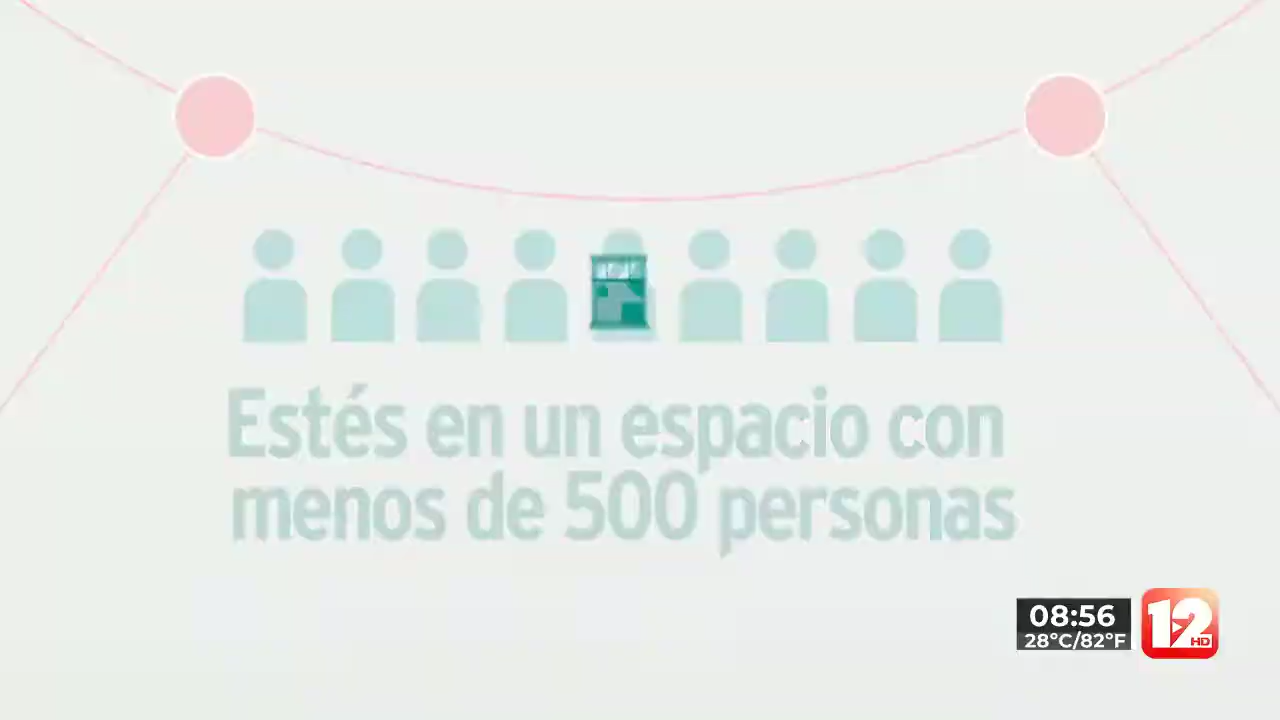 Estés en un espacio con
menos de 500 personas
08:56
28°C/82°F
12
HD